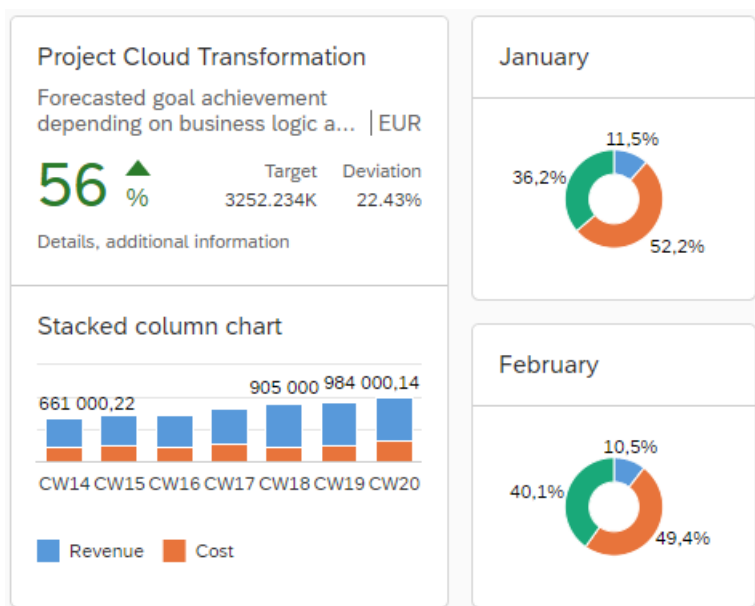 Project Cloud Transformation
Forecasted goal achievement
depending on business logic a... | EUR
56 %
Target Deviation
3252.234K 22.43%
Details, additional information
Stacked column chart
661 000,22 905 000 984 000,14
CW14 CW15 CW16 CW17 CW18 CW19 CW20
Revenue Cost
January
11,5%
36,2%
52,2%
February
10,5%
40,1%
49,4%